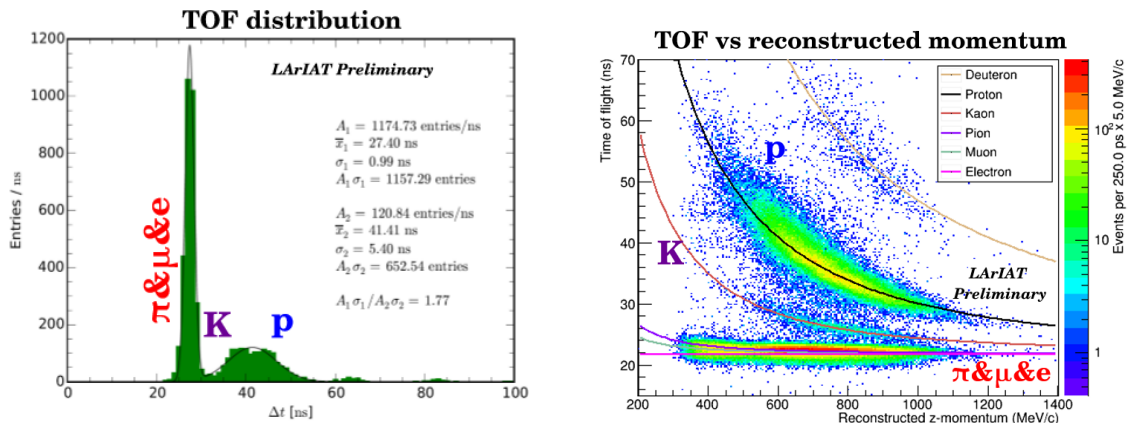 TOF distribution
1200
1000
800
600
400
200
0
Entries / ns
LArIAT Preliminary
A₁ = 1174.73 entries/ns
x̅₁ = 27.40 ns
σ₁ = 0.99 ns
A₁σ₁ = 1157.29 entries
A₂ = 120.84 entries/ns
x̅₂ = 41.41 ns
σ₂ = 5.40 ns
A₂σ₂ = 652.54 entries
A₁σ₁/A₂σ₂ = 1.77
π&μ&e
K
p
0
20
40
60
80
100
Δt [ns]
TOF vs reconstructed momentum
70
60
50
40
30
20
Time of flight (ns)
Deuteron
Proton
Kaon
Pion
Muon
Electron
p
K
LArIAT
Preliminary
π&μ&e
200
400
600
800
1000
1200
1400
Reconstructed z-momentum (MeV/c)
10²
10
1
Events per 250.0 ps x 5.0 MeV/c